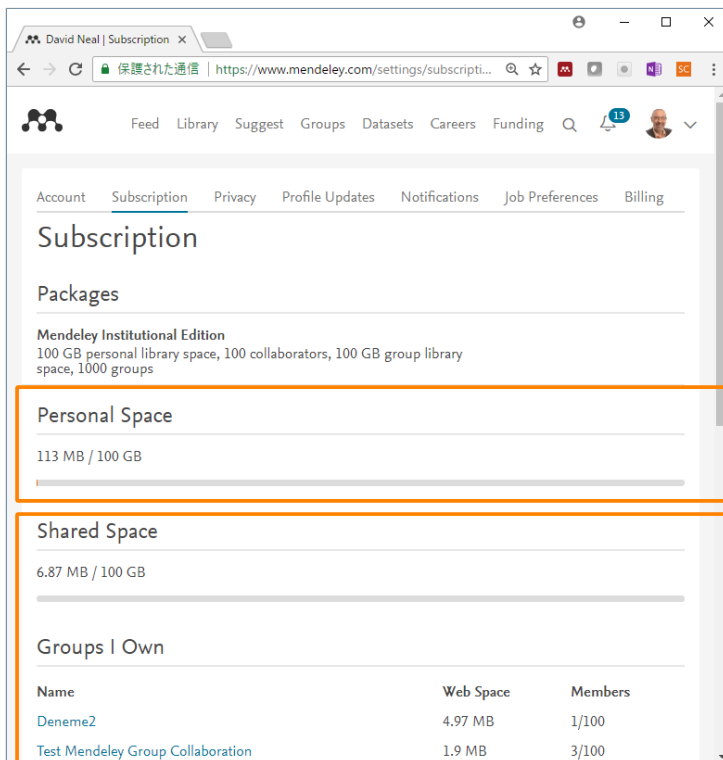 David Neal | Subscription
保護された通信 | https://www.mendeley.com/settings/subscripti...
N
SC
Feed Library Suggest Groups Datasets Careers Funding
13
Account Subscription Privacy Profile Updates Notifications Job Preferences Billing
Subscription
Packages
Mendeley Institutional Edition
100 GB personal library space, 100 collaborators, 100 GB group library
space, 1000 groups
Personal Space
113 MB / 100 GB
Shared Space
6.87 MB / 100 GB
Groups I Own
Name Web Space Members
Deneme2 4.97 MB 1/100
Test Mendeley Group Collaboration 1.9 MB 3/100